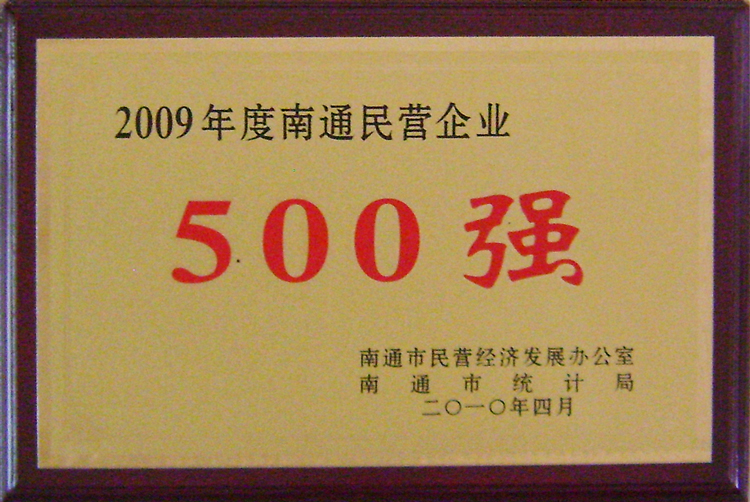 2009年度南通民营企业
500强
南通市民营经济发展办公室
南通市统计局
二〇一〇年四月